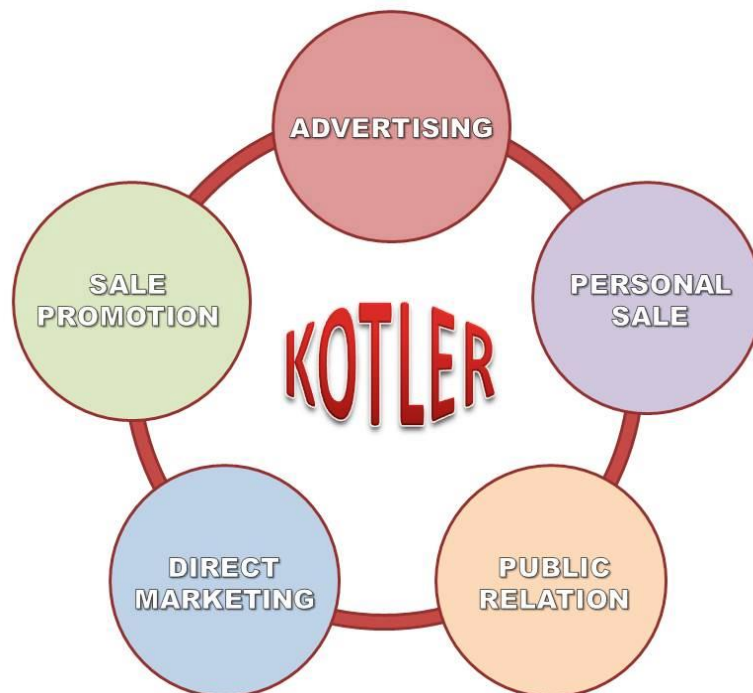 ADVERTISING
PERSONAL
SALE
PUBLIC
RELATION
DIRECT
MARKETING
SALE
PROMOTION
KOTLER